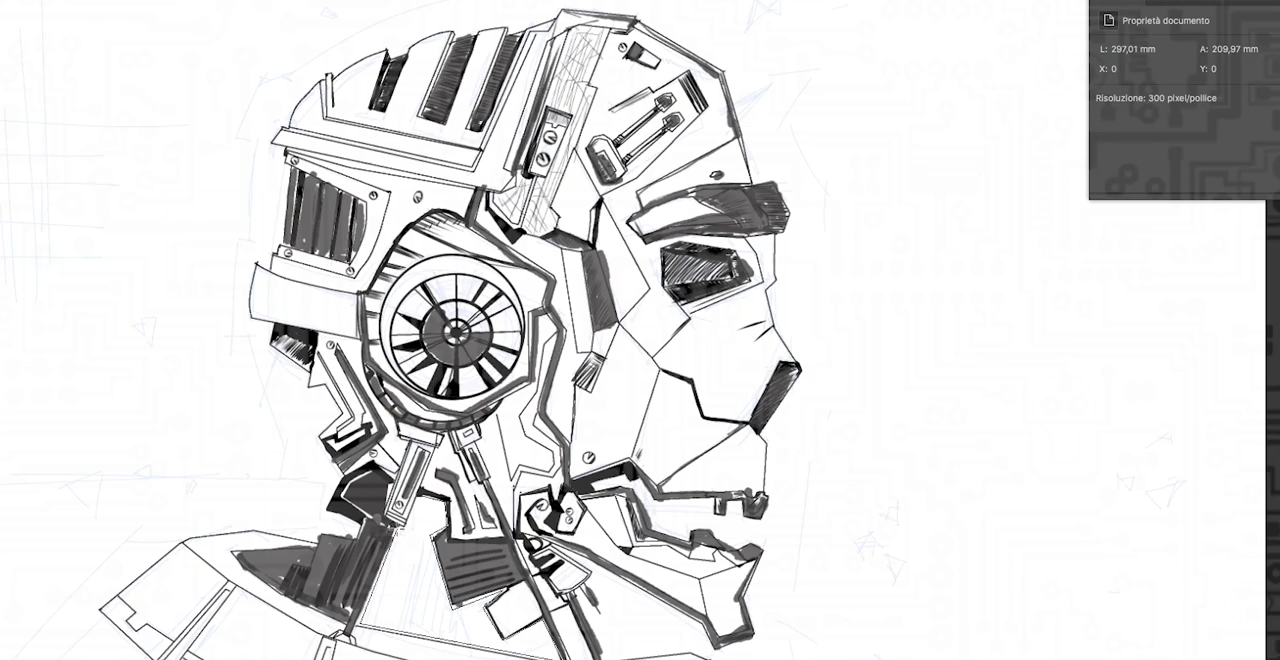 Proprietà documento
L: 297,01 mm A: 209,97 mm
X: 0 Y: 0
Risoluzione: 300 pixel/pollice